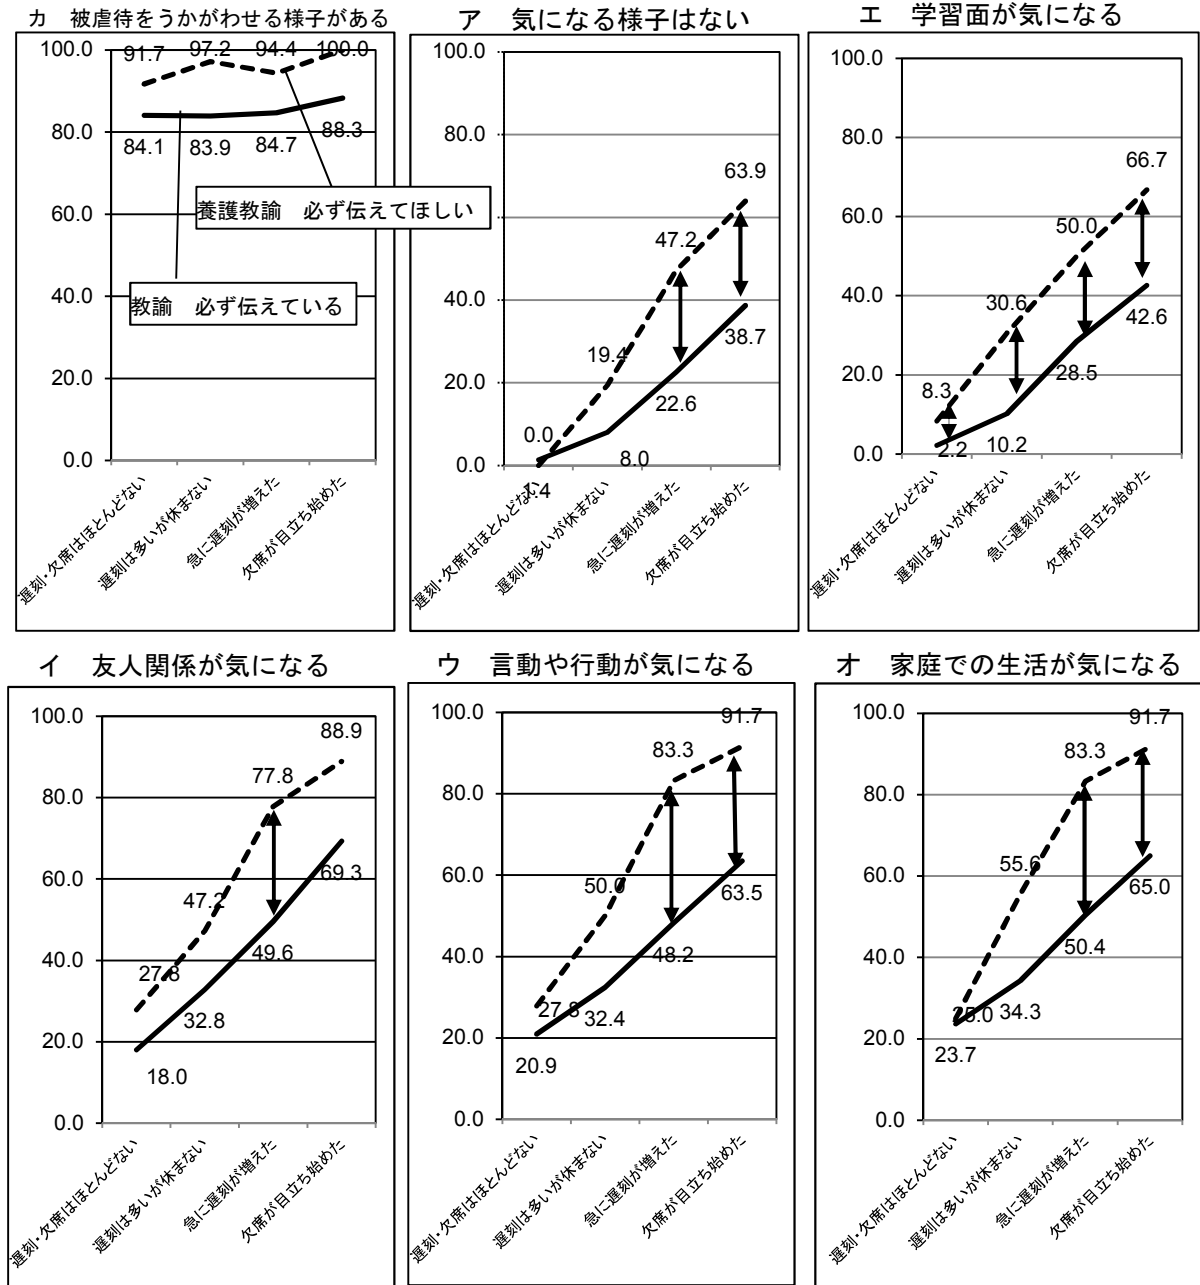 カ 被虐待をうかがわせる様子がある
100.0
80.0
60.0
40.0
20.0
0.0
91.7
97.2
94.4
100.0
84.1
83.9
84.7
88.3
養護教諭 必ず伝えてほしい
教諭 必ず伝えている
遅刻・欠席はほとんどない
遅刻は多いが休まない
急に遅刻が増えた
欠席が目立ち始めた
ア 気になる様子はない
100.0
80.0
60.0
40.0
20.0
0.0
0.0
19.4
47.2
63.9
1.4
8.0
22.6
38.7
遅刻・欠席はほとんどない
遅刻は多いが休まない
急に遅刻が増えた
欠席が目立ち始めた
エ 学習面が気になる
100.0
80.0
60.0
40.0
20.0
0.0
8.3
30.6
50.0
66.7
2.2
10.2
28.5
42.6
遅刻・欠席はほとんどない
遅刻は多いが休まない
急に遅刻が増えた
欠席が目立ち始めた
イ 友人関係が気になる
100.0
80.0
60.0
40.0
20.0
0.0
27.8
47.2
77.8
88.9
18.0
32.8
49.6
69.3
遅刻・欠席はほとんどない
遅刻は多いが休まない
急に遅刻が増えた
欠席が目立ち始めた
ウ 言動や行動が気になる
100.0
80.0
60.0
40.0
20.0
0.0
27.8
50.0
83.3
91.7
20.9
32.4
48.2
63.5
遅刻・欠席はほとんどない
遅刻は多いが休まない
急に遅刻が増えた
欠席が目立ち始めた
オ 家庭での生活が気になる
100.0
80.0
60.0
40.0
20.0
0.0
25.0
55.6
83.3
91.7
23.7
34.3
50.4
65.0
遅刻・欠席はほとんどない
遅刻は多いが休まない
急に遅刻が増えた
欠席が目立ち始めた